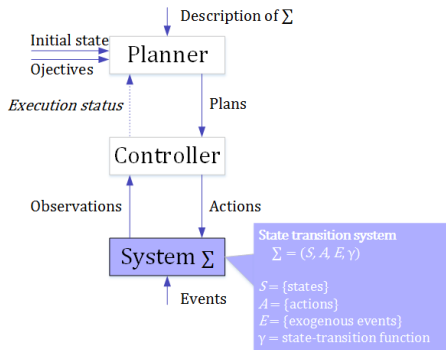 Description of Σ
Initial state
Ojectives
Planner
Execution status
Plans
Controller
Observations
Actions
System Σ
Events
State transition system
Σ = (S, A, E, γ)
S = {states}
A = {actions}
E = {exogenous events}
γ = state-transition function